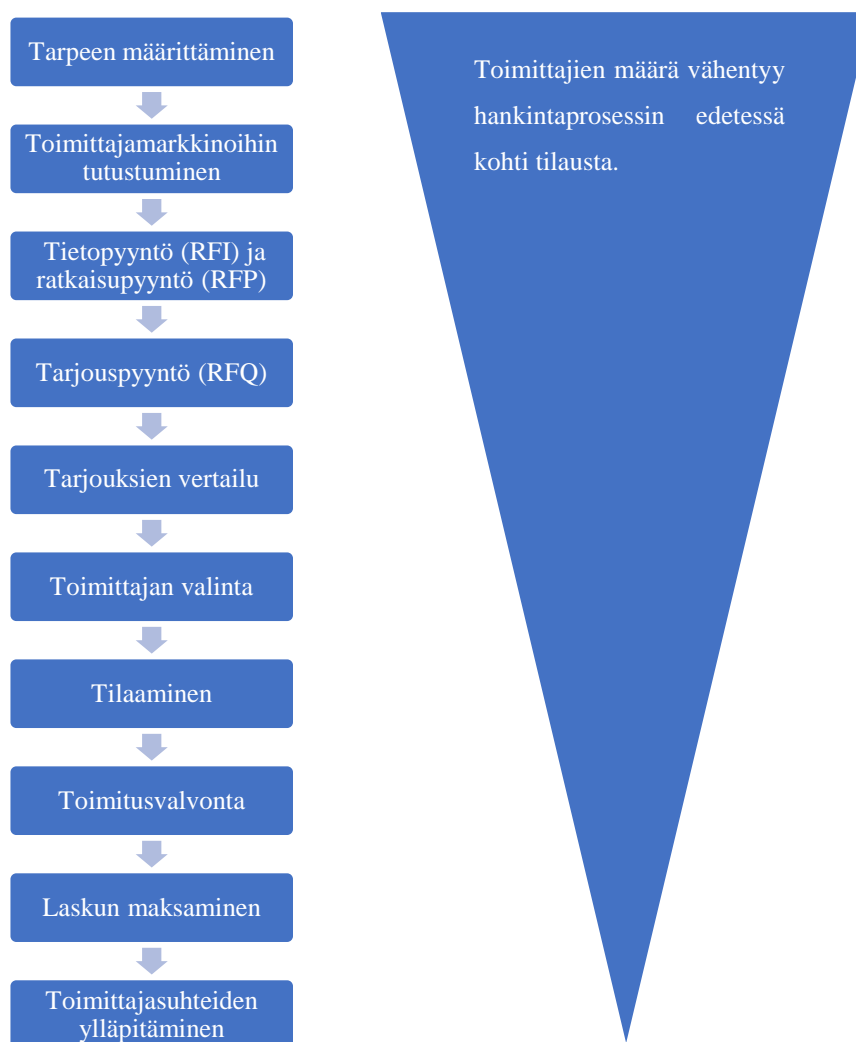 Tarpeen määrittäminen
Toimittajamarkkinoihin
tutustuminen
Tietopyyntö (RFI) ja
ratkaisupyyntö (RFP)
Tarjouspyyntö (RFQ)
Tarjouksien vertailu
Toimittajan valinta
Tilaaminen
Toimitusvalvonta
Laskun maksaminen
Toimittajasuhteiden
ylläpitäminen
Toimittajien määrä vähentyy
hankintaprosessin edetessä
kohti tilausta.